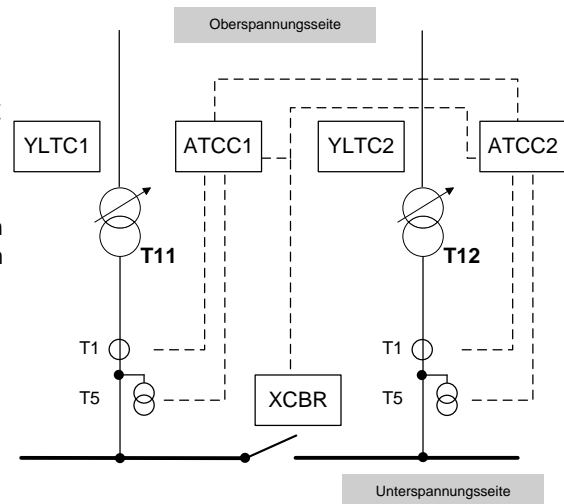 Oberspannungsseite
YLTC1
ATCC1
YLTC2
ATCC2
T11
T12
T1
T1
T5
XCBR
T5
Unterspannungsseite